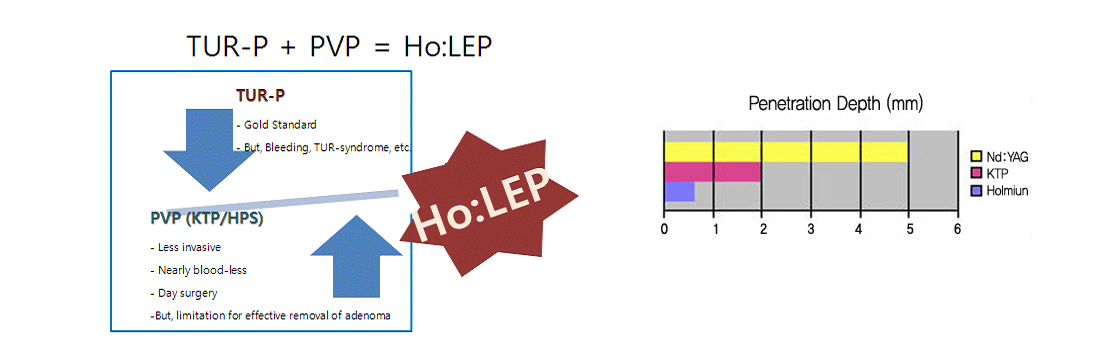 TUR-P + PVP = Ho:LEP
TUR-P
- Gold Standard
- But, Bleeding, TUR-syndrome, etc.
PVP (KTP/HPS)
- Less invasive
- Nearly blood-less
- Day surgery
-But, limitation for effective removal of adenoma
Ho:LEP
Penetration Depth (mm)
Nd:YAG
KTP
Holmiun
0 1 2 3 4 5 6